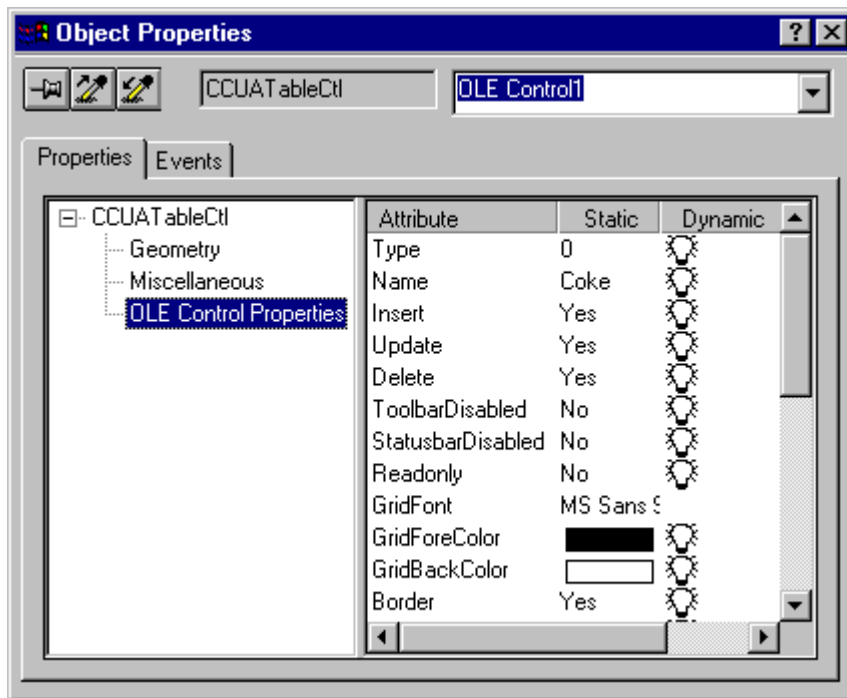 Object Properties
CCUATableCtl OLE Control1
Properties Events
CCUATableCtl
Geometry
Miscellaneous
OLE Control Properties
Attribute Static Dynamic
Type 0
Name Coke
Insert Yes
Update Yes
Delete Yes
ToolbarDisabled No
StatusbarDisabled No
Readonly No
GridFont MS Sans S
GridForeColor
GridBackColor
Border Yes